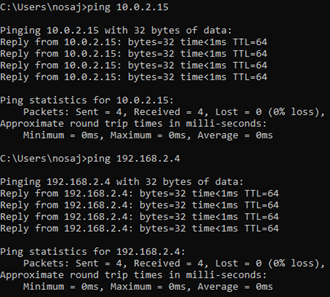 C:\Users\nosaj>ping 10.0.2.15
Pinging 10.0.2.15 with 32 bytes of data:
Reply from 10.0.2.15: bytes=32 time<1ms TTL=64
Reply from 10.0.2.15: bytes=32 time<1ms TTL=64
Reply from 10.0.2.15: bytes=32 time<1ms TTL=64
Reply from 10.0.2.15: bytes=32 time<1ms TTL=64
Ping statistics for 10.0.2.15:
    Packets: Sent = 4, Received = 4, Lost = 0 (0% loss),
Approximate round trip times in milli-seconds:
    Minimum = 0ms, Maximum = 0ms, Average = 0ms
C:\Users\nosaj>ping 192.168.2.4
Pinging 192.168.2.4 with 32 bytes of data:
Reply from 192.168.2.4: bytes=32 time<1ms TTL=64
Reply from 192.168.2.4: bytes=32 time<1ms TTL=64
Reply from 192.168.2.4: bytes=32 time<1ms TTL=64
Reply from 192.168.2.4: bytes=32 time<1ms TTL=64
Ping statistics for 192.168.2.4:
    Packets: Sent = 4, Received = 4, Lost = 0 (0% loss),
Approximate round trip times in milli-seconds:
    Minimum = 0ms, Maximum = 0ms, Average = 0ms